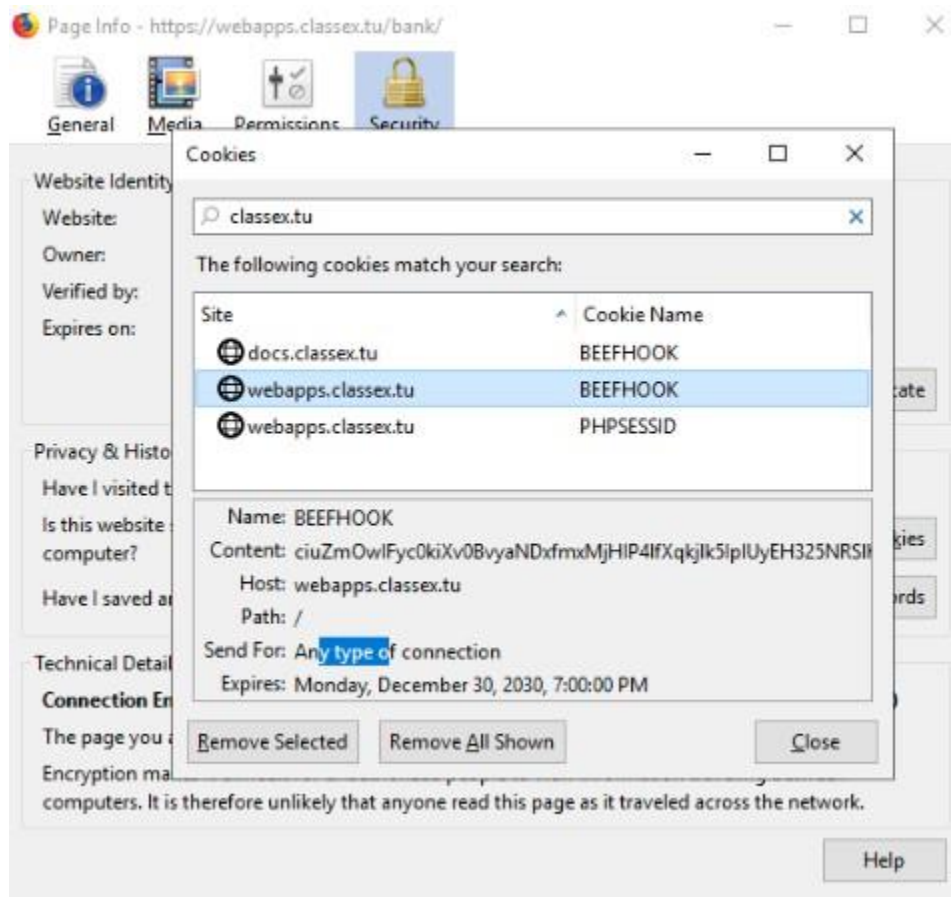 Page Info - https://webapps.classex.tu/bank/
General Media Permissions Security
Cookies
Website Identity
Website:
Owner:
Verified by:
Expires on:
classex.tu
The following cookies match your search:
Site Cookie Name
docs.classex.tu BEEFHOOK
webapps.classex.tu BEEFHOOK
webapps.classex.tu PHPSESSID
Privacy & Histo
Have I visited t
Is this website
computer?
Have I saved a
Name: BEEFHOOK
Host: webapps.classex.tu
Path: /
Send For: Any type of connection
Expires: Monday, December 30, 2030, 7:00:00 PM
Technical Detail
Connection En
The page you
Encryption ma
Remove Selected Remove All Shown Close
computers. It is therefore unlikely that anyone read this page as it traveled across the network.
Help